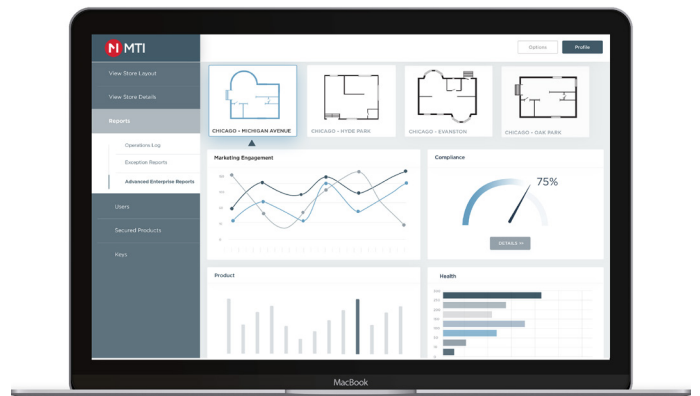 MTI
Options
Profile
View Store Layout
View Store Details
Reports
Operations Log
Exception Reports
Advanced Enterprise Reports
Users
Secured Products
Keys
CHICAGO - MICHIGAN AVENUE
CHICAGO - HYDE PARK
CHICAGO - EVANSTON
CHICAGO - OAK PARK
Marketing Engagement
Compliance
75%
DETAILS
Product
Health
MacBook